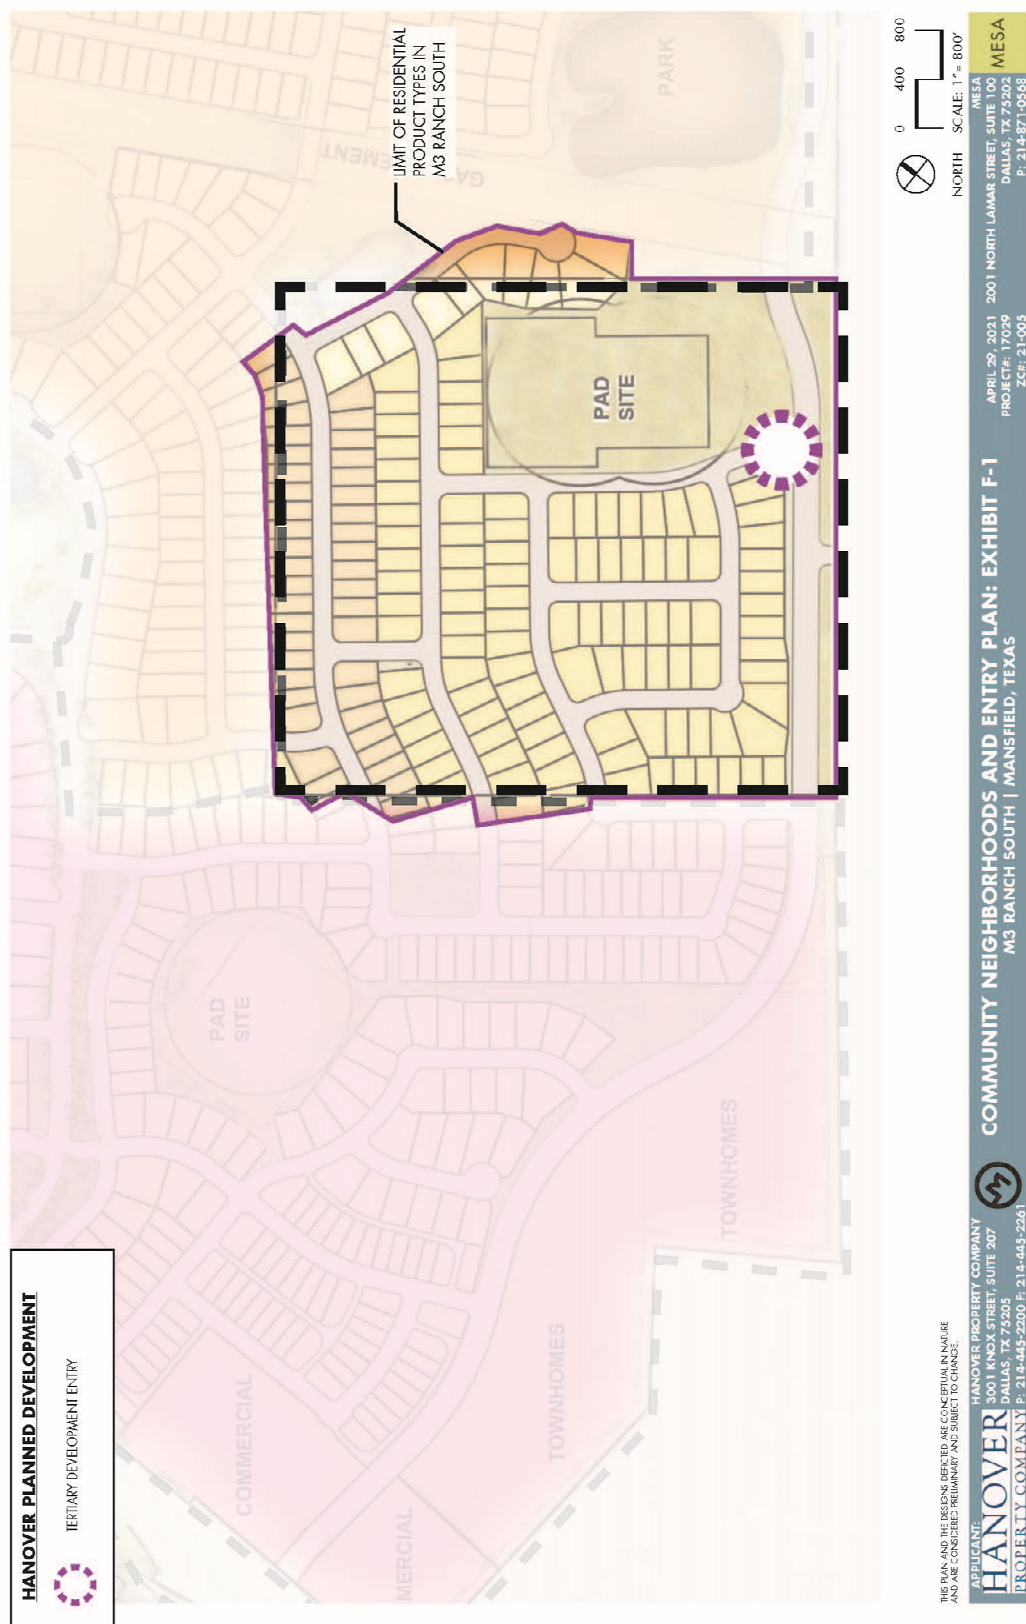 HANOVER PLANNED DEVELOPMENT
TERTIARY DEVELOPMENT ENTRY
LIMIT OF RESIDENTIAL
PRODUCT TYPES IN
M3 RANCH SOUTH
GAS EASEMENT
PARK
PAD
SITE
PAD
SITE
COMMERCIAL
MERCIAL
TOWNHOMES
TOWNHOMES
0 400 800
NORTH SCALE: 1" = 800'
THIS PLAN AND THE DESIGNS DEPICTED ARE CONCEPTUAL IN NATURE
AND ARE CONSIDERED PRELIMINARY AND SUBJECT TO CHANGE.
APPLICANT:
HANOVER
PROPERTY COMPANY
HANOVER PROPERTY COMPANY
3001 KNOX STREET, SUITE 207
DALLAS, TX 75205
P: 214-445-2200 F: 214-445-2261
M
COMMUNITY NEIGHBORHOODS AND ENTRY PLAN: EXHIBIT F-1
M3 RANCH SOUTH | MANSFIELD, TEXAS
APRIL 29, 2021
PROJECT#: 17029
ZC#: 21-005
MESA
200 NORTH LAMAR STREET, SUITE 100
DALLAS, TX 75202
P: 214-871-0568
MESA